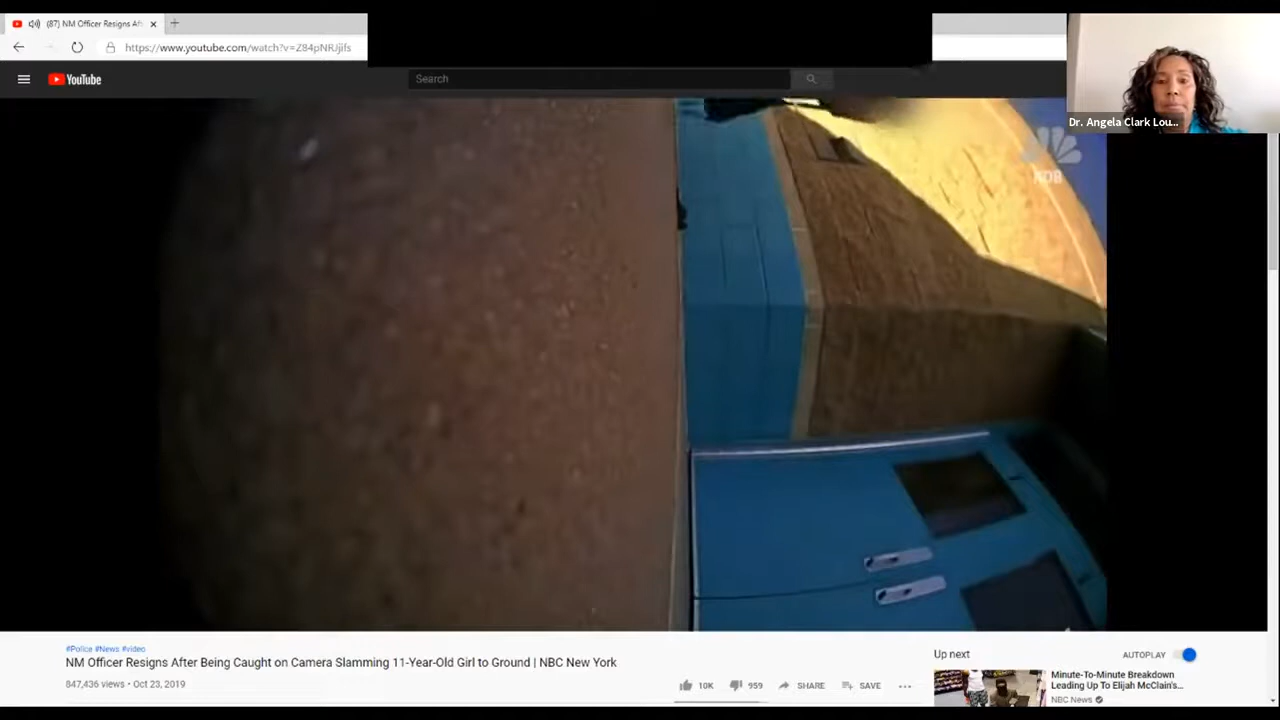 (87) NM Officer Resigns Aft
https://www.youtube.com/watch?v=Z84pNRJjifs
YouTube
Search
Dr. Angela Clark Lou...
#Police #News #video
NM Officer Resigns After Being Caught on Camera Slamming 11-Year-Old Girl to Ground | NBC New York
847,436 views • Oct 23, 2019
10K
959
SHARE
SAVE
Up next
AUTOPLAY
Minute-To-Minute Breakdown
Leading Up To Elijah McClain's...
NBC News